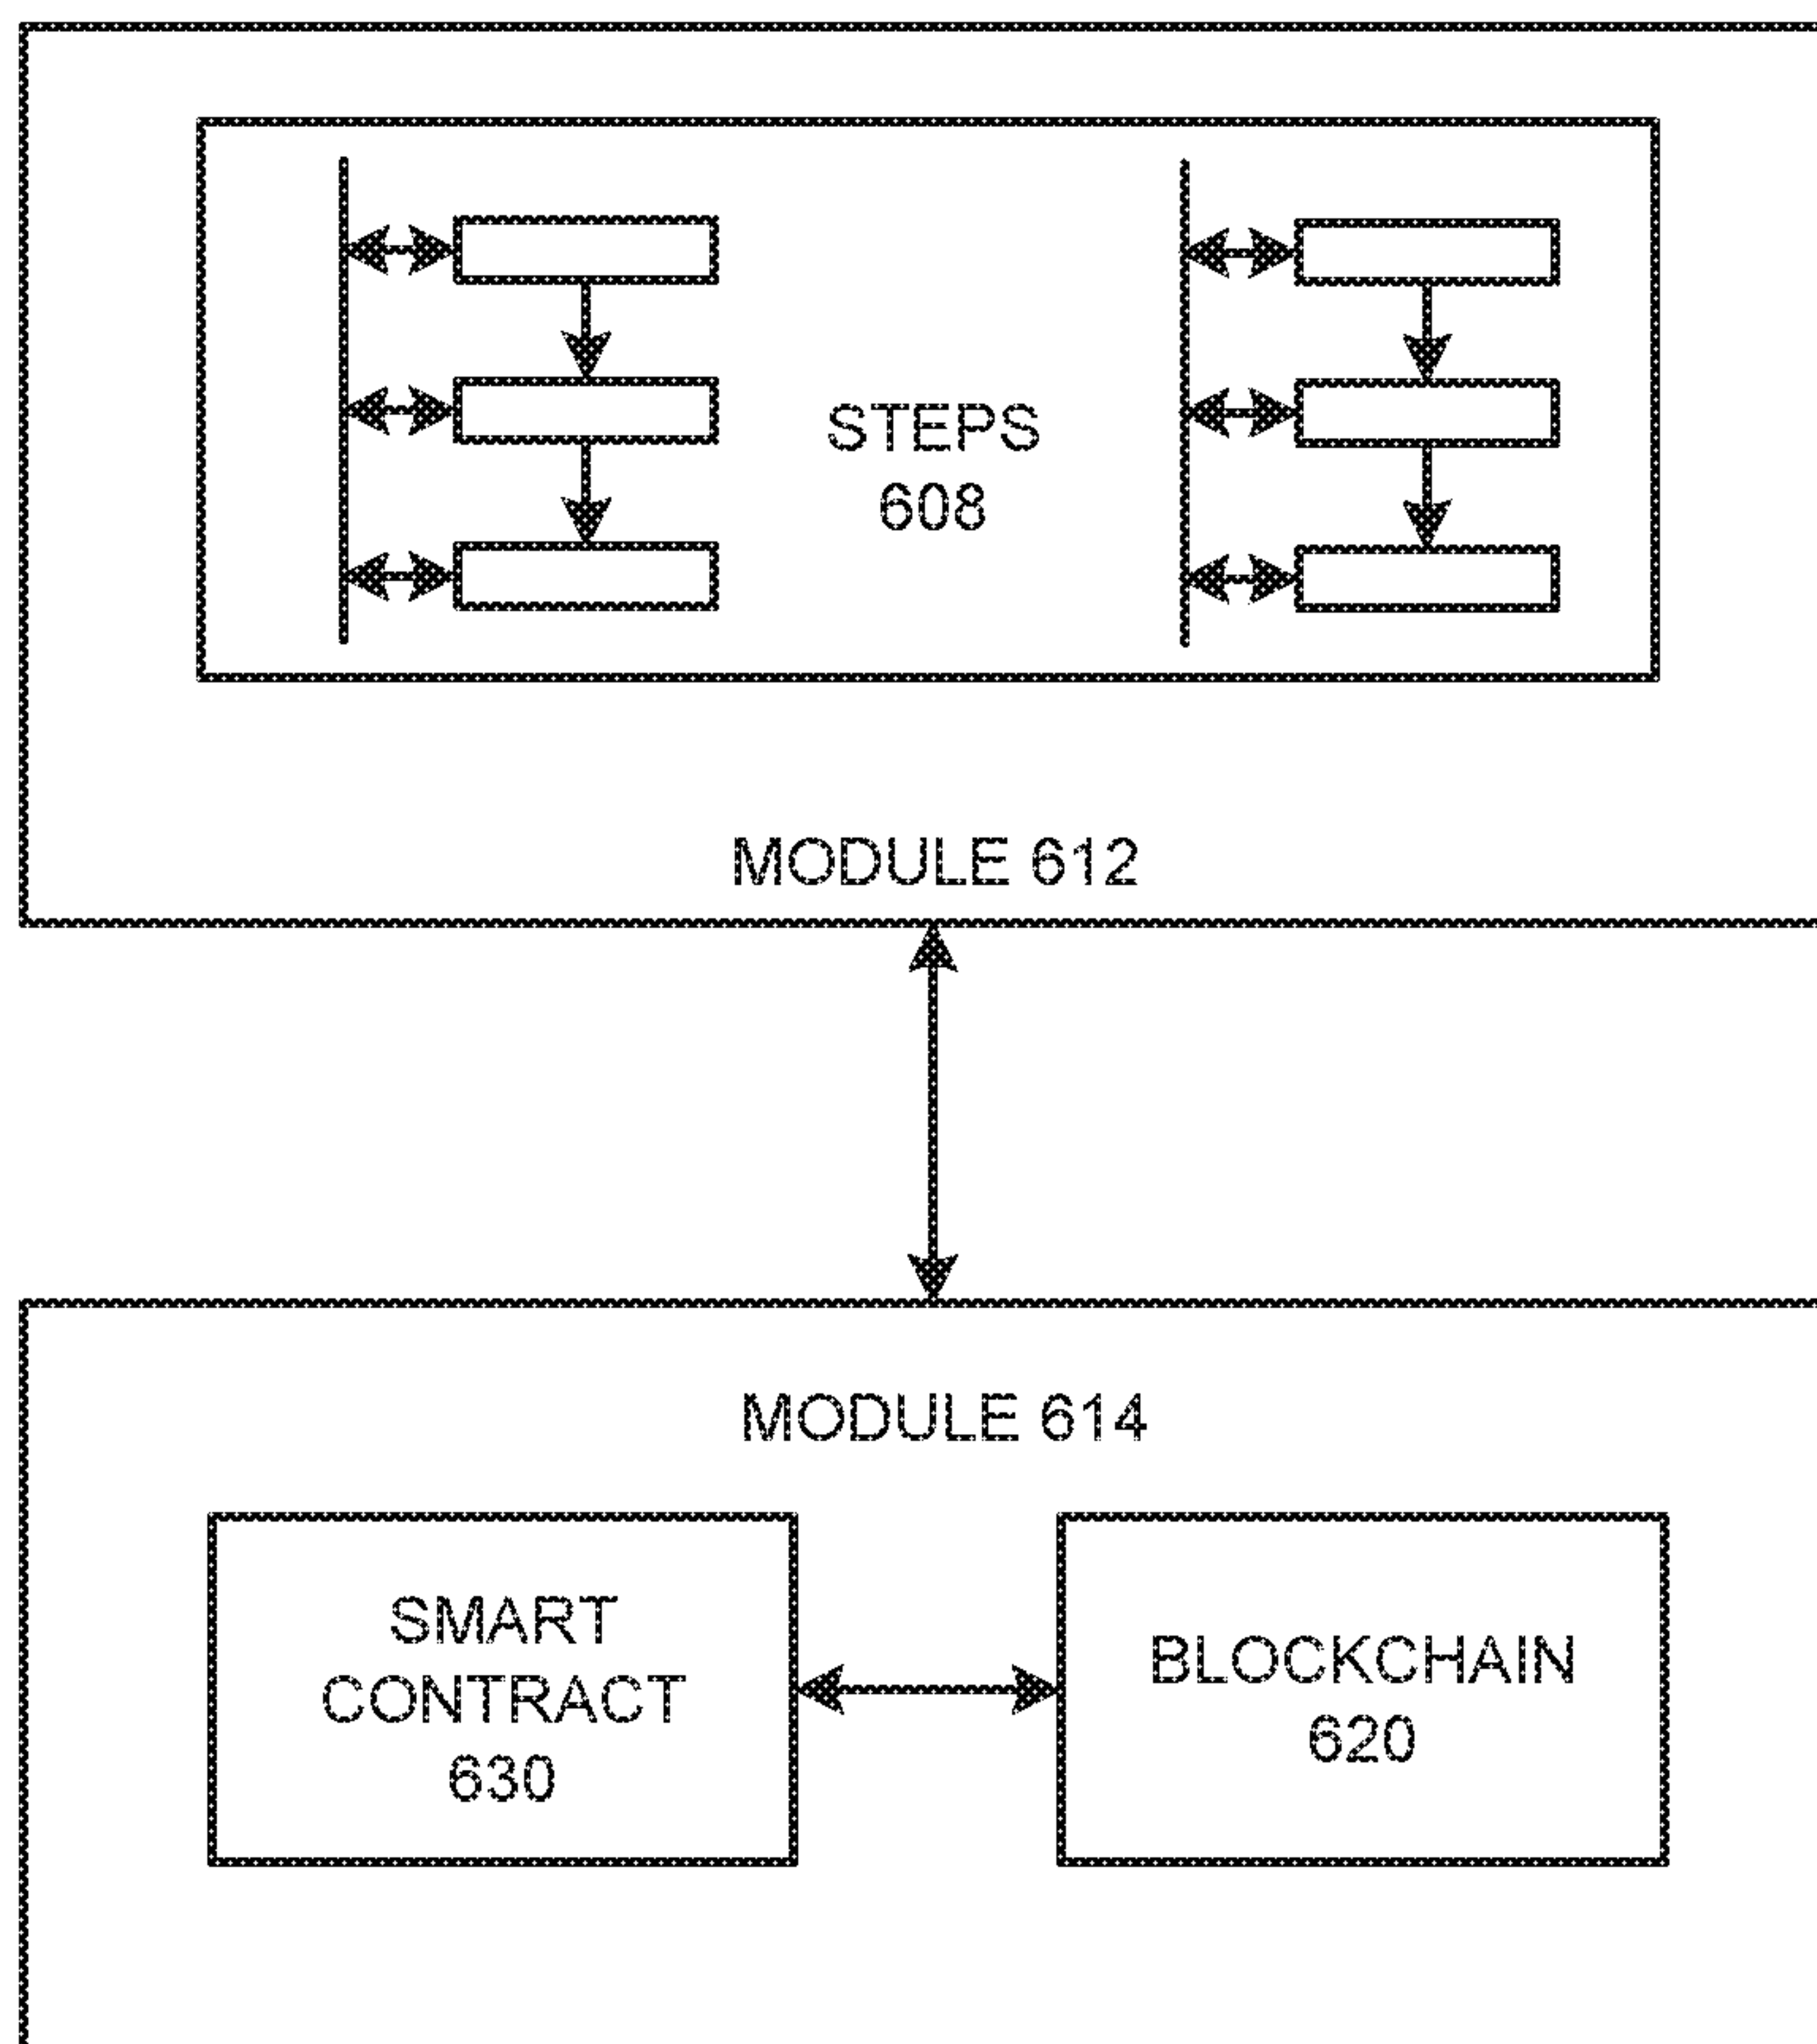 STEPS
608
MODULE 612
MODULE 614
SMART
CONTRACT
630
BLOCKCHAIN
620